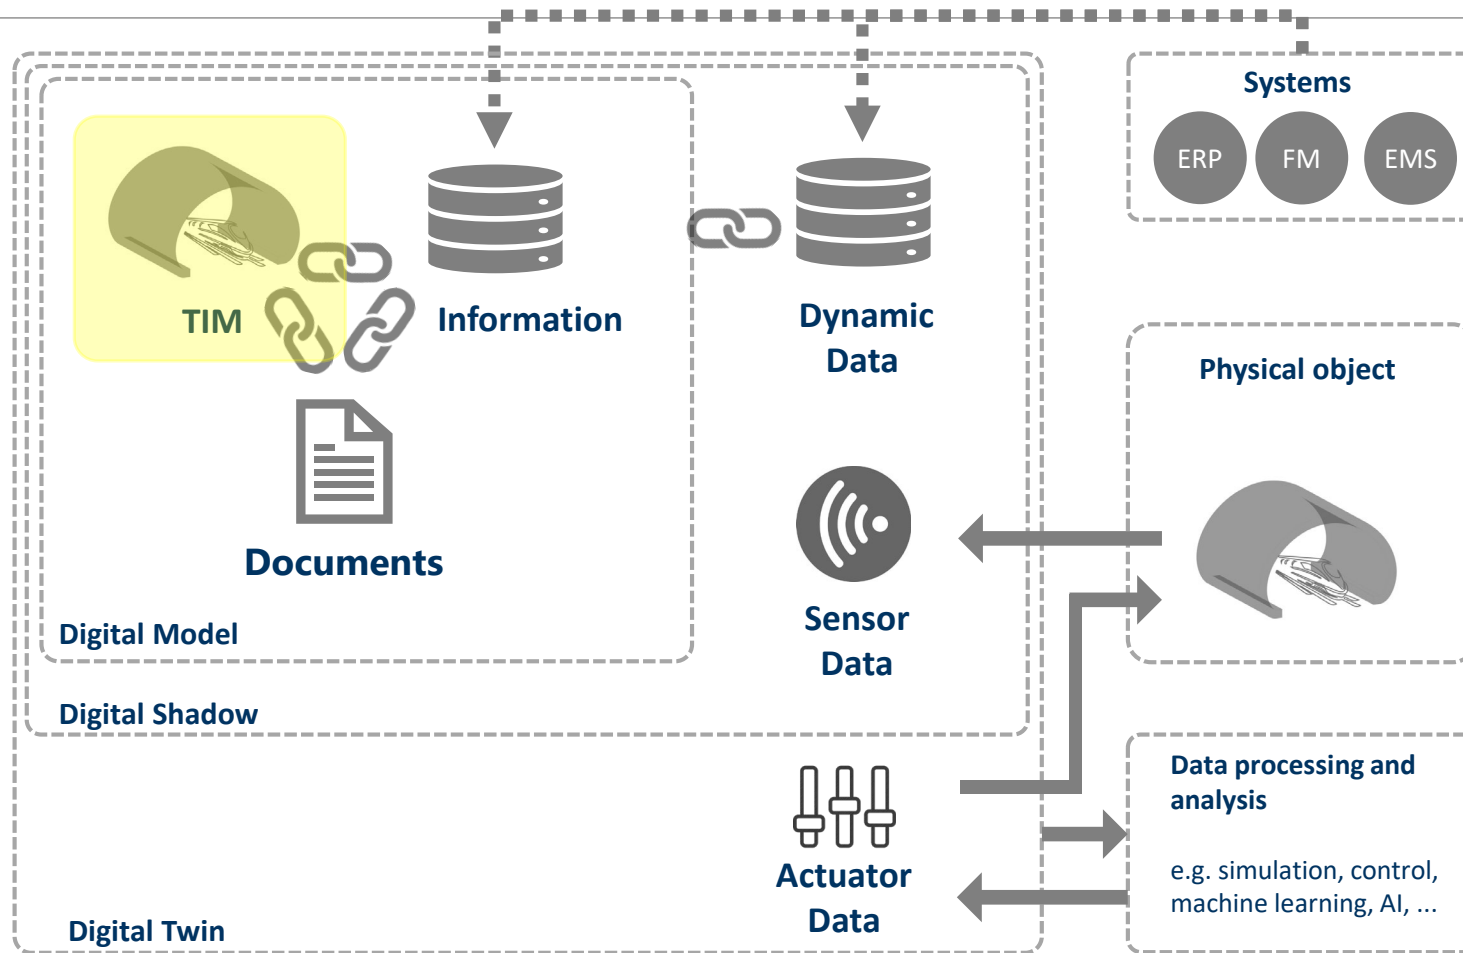 Systems
ERP
FM
EMS
TIM
Information
Dynamic
Data
Physical object
Documents
Sensor
Data
Digital Model
Digital Shadow
Data processing and
analysis
e.g. simulation, control,
machine learning, AI, ...
Actuator
Data
Digital Twin